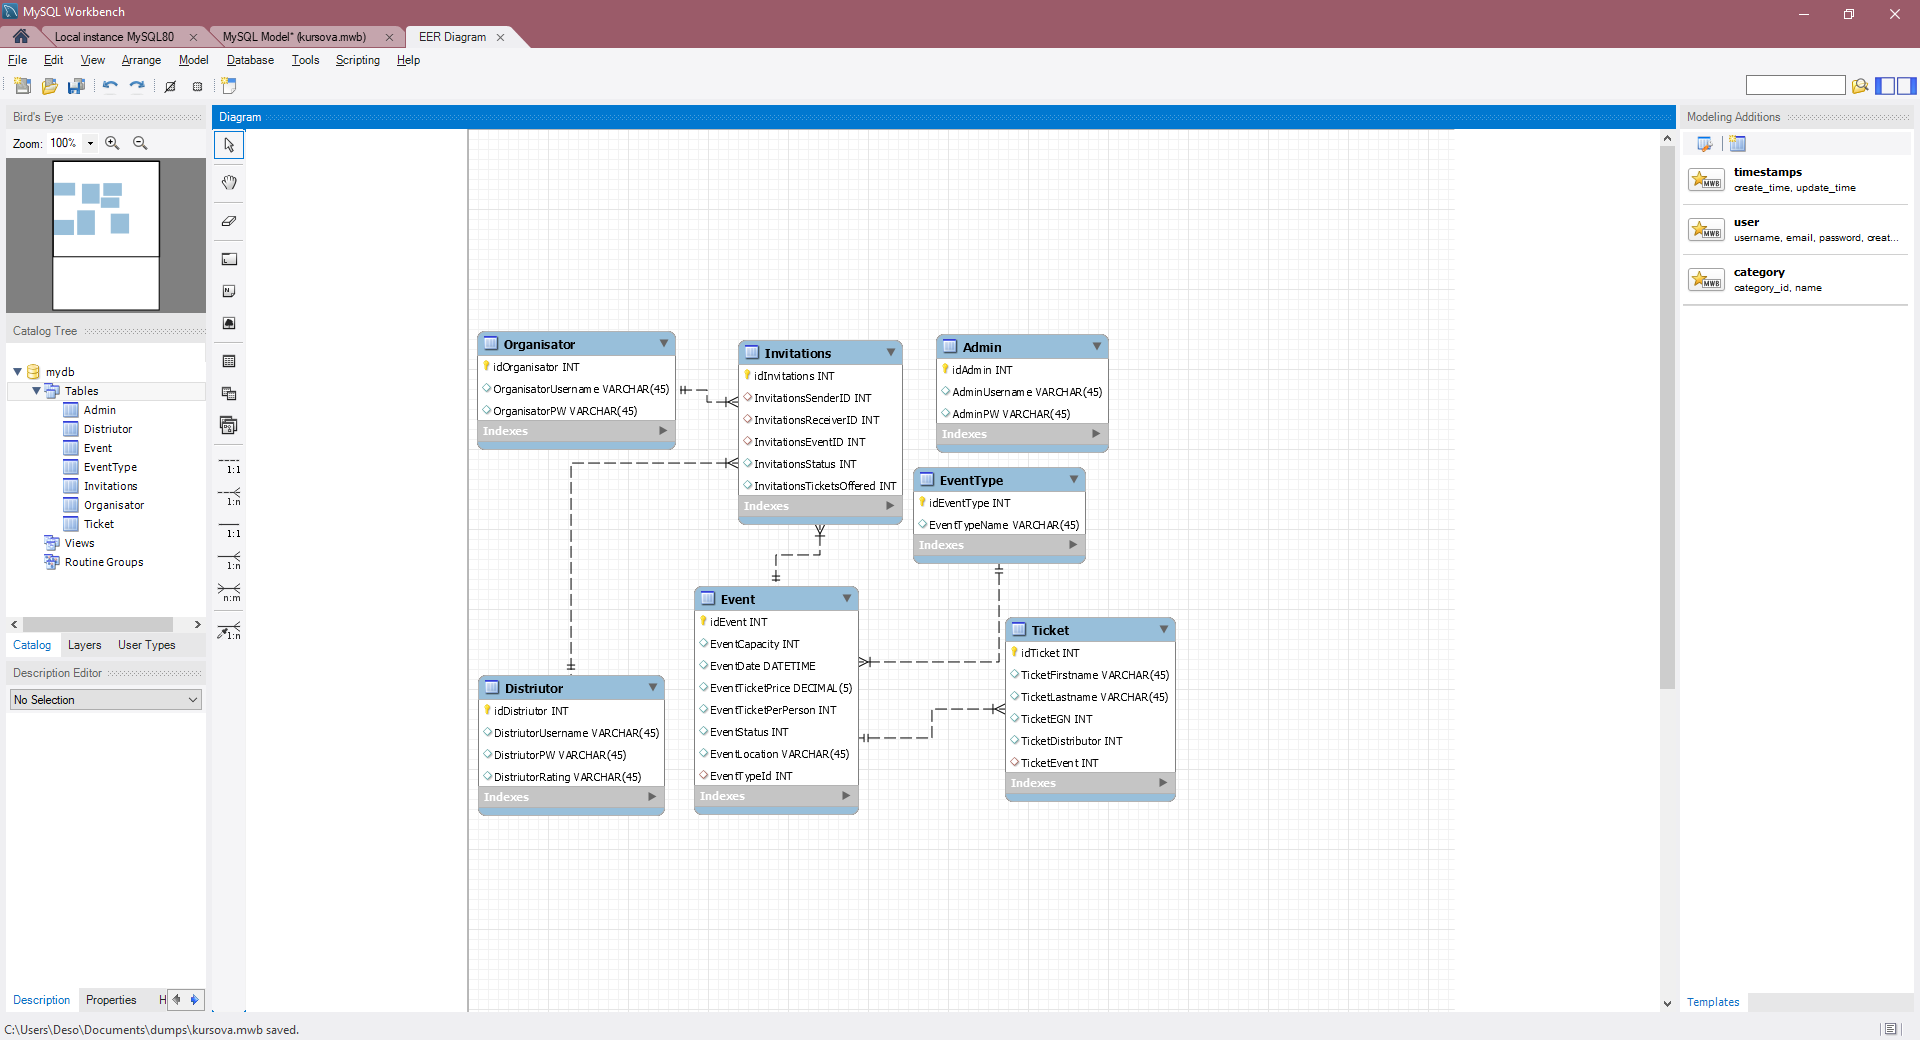 MySQL Workbench
Local instance MySQL80
MySQL Model* (kursova.mwb)
EER Diagram
File Edit View Arrange Model Database Tools Scripting Help
Bird's Eye
Zoom: 100%
Catalog Tree
mydb
Tables
Admin
Distriutor
Event
EventType
Invitations
Organisator
Ticket
Views
Routine Groups
Catalog Layers User Types
Description Editor
No Selection
Description Properties H
Diagram
1:1
1:n
1:1
1:n
n:m
1:n
Organisator
idOrganisator INT
OrganisatorUsername VARCHAR(45)
OrganisatorPW VARCHAR(45)
Indexes
Invitations
idInvitations INT
InvitationsSenderID INT
InvitationsReceiverID INT
InvitationsEventID INT
InvitationsStatus INT
InvitationsTicketsOffered INT
Indexes
Admin
idAdmin INT
AdminUsername VARCHAR(45)
AdminPW VARCHAR(45)
Indexes
EventType
idEventType INT
EventTypeName VARCHAR(45)
Indexes
Event
idEvent INT
EventCapacity INT
EventDate DATETIME
EventTicketPrice DECIMAL(5)
EventTicketPerPerson INT
EventStatus INT
EventLocation VARCHAR(45)
EventTypeId INT
Indexes
Ticket
idTicket INT
TicketFirstname VARCHAR(45)
TicketLastname VARCHAR(45)
TicketEGN INT
TicketDistributor INT
TicketEvent INT
Indexes
Distriutor
idDistriutor INT
DistriutorUsername VARCHAR(45)
DistriutorPW VARCHAR(45)
DistriutorRating VARCHAR(45)
Indexes
Modeling Additions
MWB
timestamps
create_time, update_time
MWB
user
username, email, password, creat...
MWB
category
category_id, name
Templates
C:\Users\Deso\Documents\dumps\kursova.mwb saved.